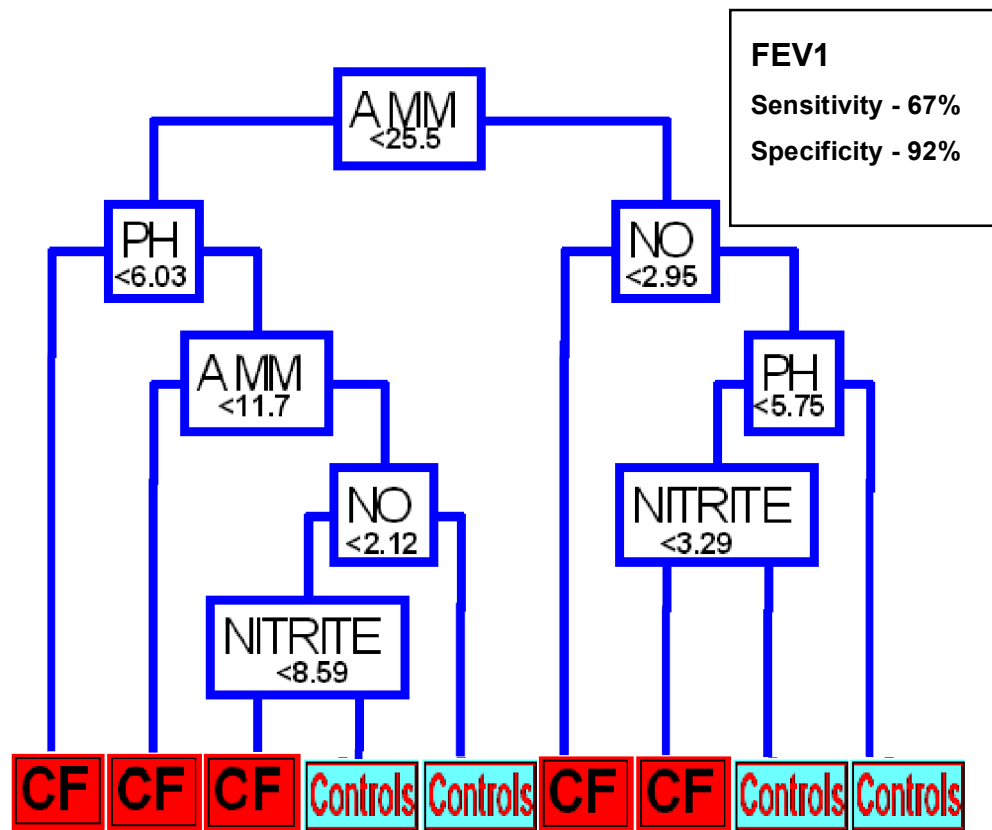 FEV1
Sensitivity - 67%
Specificity - 92%
AMM
<25.5
PH
<6.03
NO
<2.95
AMM
<11.7
PH
<5.75
NO
<2.12
NITRITE
<3.29
NITRITE
<8.59
CF CF CF Controls Controls CF CF Controls Controls